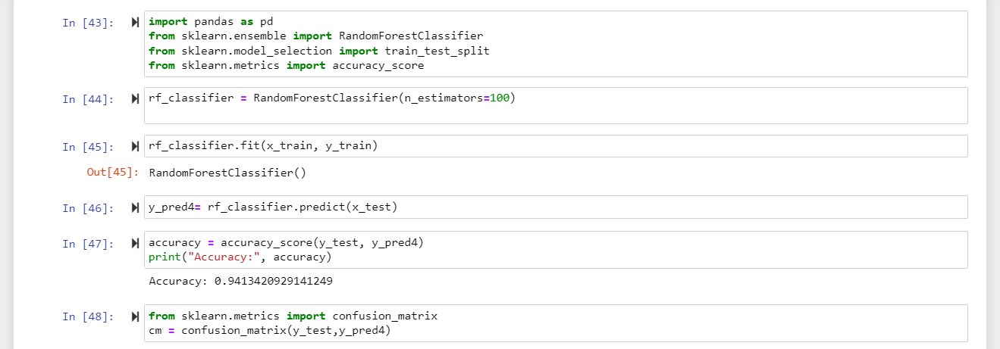 In [43]: import pandas as pd
from sklearn.ensemble import RandomForestClassifier
from sklearn.model_selection import train_test_split
from sklearn.metrics import accuracy_score
In [44]: rf_classifier = RandomForestClassifier(n_estimators=100)
In [45]: rf_classifier.fit(x_train, y_train)
Out[45]: RandomForestClassifier()
In [46]: y_pred4= rf_classifier.predict(x_test)
In [47]: accuracy = accuracy_score(y_test, y_pred4)
print("Accuracy:", accuracy)
Accuracy: 0.9413420929141249
In [48]: from sklearn.metrics import confusion_matrix
cm = confusion_matrix(y_test,y_pred4)